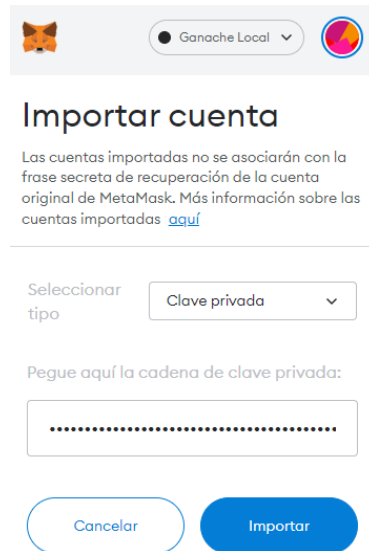 Ganache Local
Importar cuenta
Las cuentas importadas no se asociarán con la
frase secreta de recuperación de la cuenta
original de MetaMask. Más información sobre las
cuentas importadas aquí
Seleccionar
tipo
Clave privada
Pegue aquí la cadena de clave privada:
Cancelar
Importar